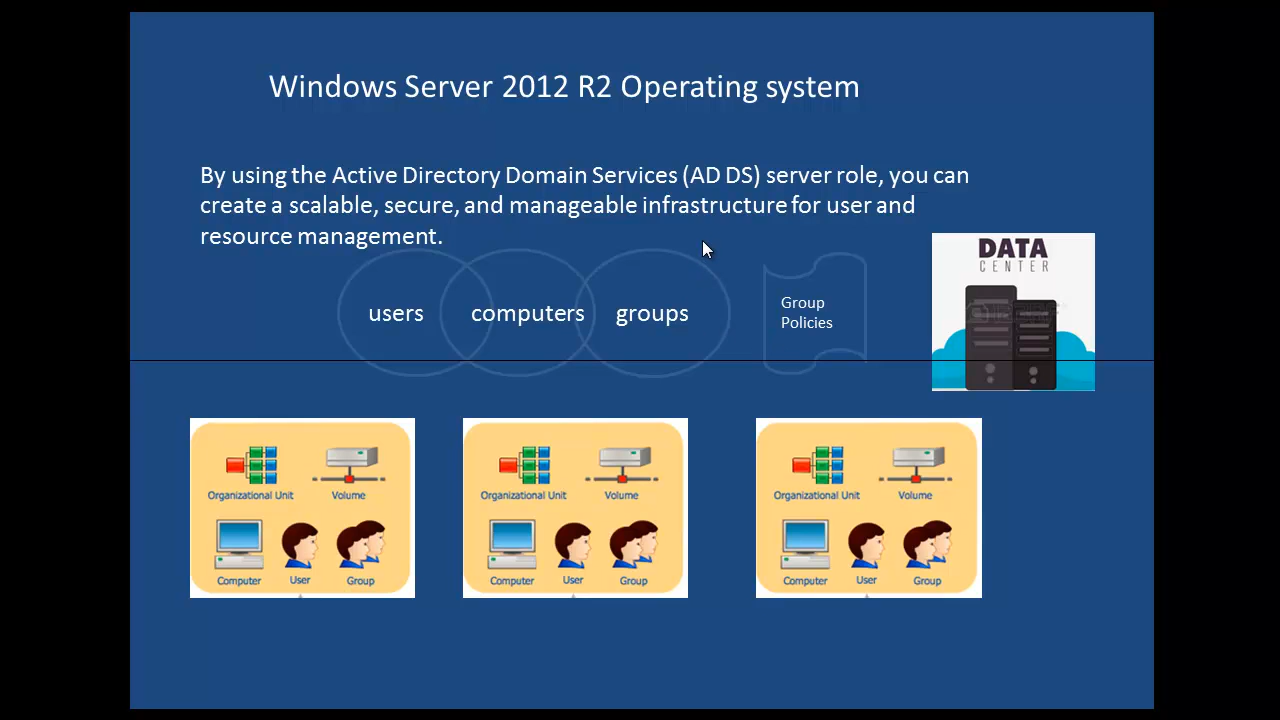 Windows Server 2012 R2 Operating system
By using the Active Directory Domain Services (AD DS) server role, you can
create a scalable, secure, and manageable infrastructure for user and
resource management.
DATA
CENTER
users computers groups
Group
Policies
Organizational Unit Volume
Computer User Group
Organizational Unit Volume
Computer User Group
Organizational Unit Volume
Computer User Group